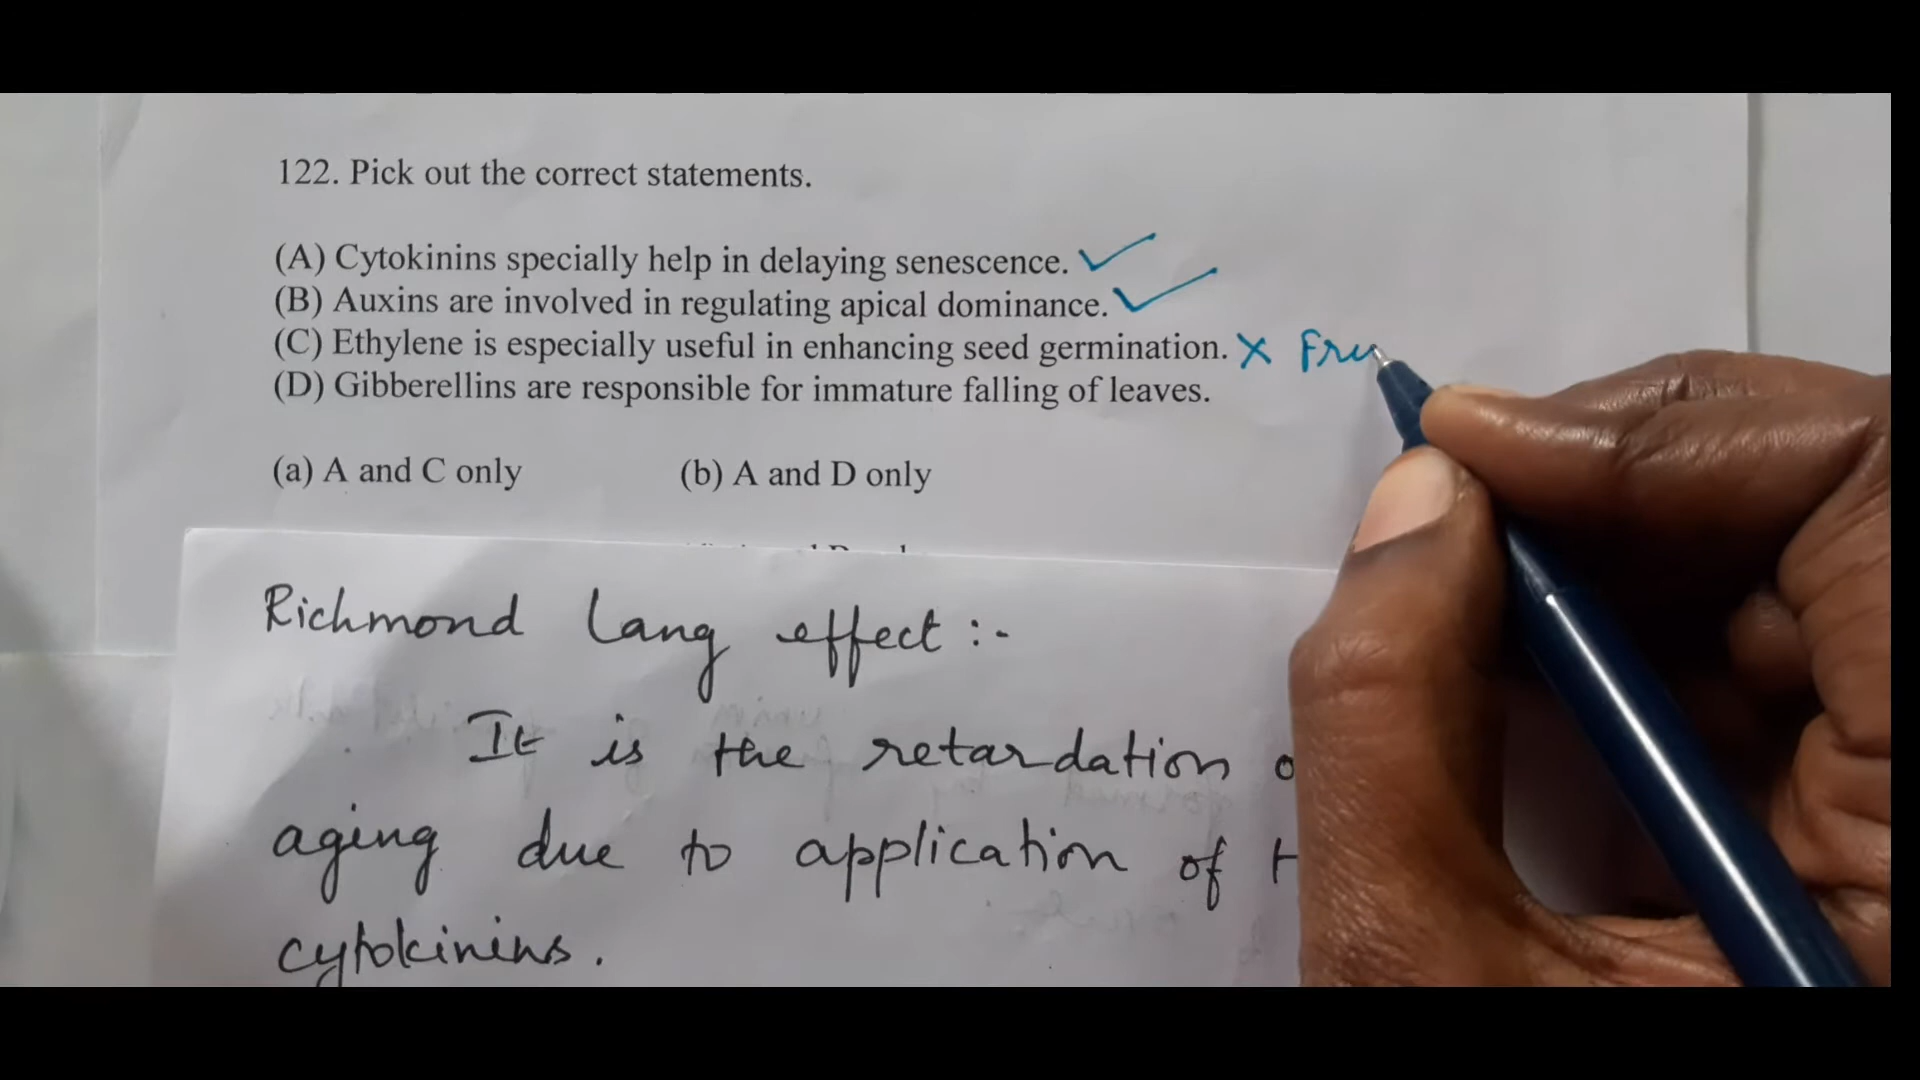 122. Pick out the correct statements.
(A) Cytokinins specially help in delaying senescence.
(B) Auxins are involved in regulating apical dominance.
(C) Ethylene is especially useful in enhancing seed germination. X Fru
(D) Gibberellins are responsible for immature falling of leaves.
(a) A and C only (b) A and D only
Richmond Lang effect :-
It is the retardation
aging due to application of
cytokinins.